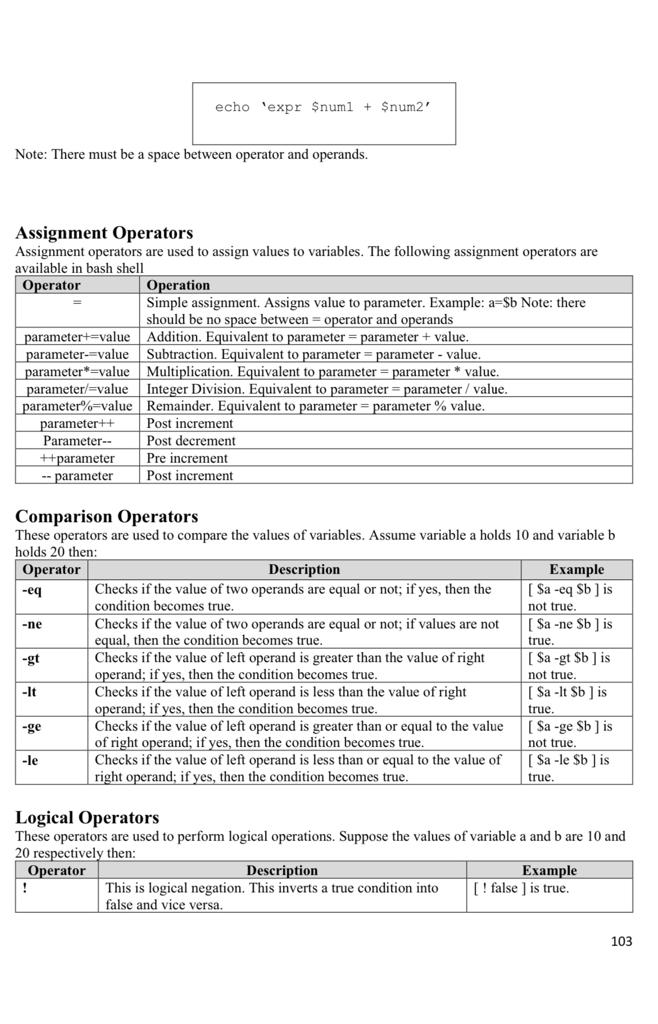 echo ‘expr $num1 + $num2’
Note: There must be a space between operator and operands.
Assignment Operators
Assignment operators are used to assign values to variables. The following assignment operators are
available in bash shell
Operator Operation
= Simple assignment. Assigns value to parameter. Example: a=$b Note: there
should be no space between = operator and operands
parameter+=value Addition. Equivalent to parameter = parameter + value.
parameter-=value Subtraction. Equivalent to parameter = parameter - value.
parameter*=value Multiplication. Equivalent to parameter = parameter * value.
parameter/=value Integer Division. Equivalent to parameter = parameter / value.
parameter%=value Remainder. Equivalent to parameter = parameter % value.
parameter++ Post increment
Parameter-- Post decrement
++parameter Pre increment
-- parameter Post increment
Comparison Operators
These operators are used to compare the values of variables. Assume variable a holds 10 and variable b
holds 20 then:
Operator Description Example
-eq Checks if the value of two operands are equal or not; if yes, then the [ $a -eq $b ] is
condition becomes true. not true.
-ne Checks if the value of two operands are equal or not; if values are not [ $a -ne $b ] is
equal, then the condition becomes true. true.
-gt Checks if the value of left operand is greater than the value of right [ $a -gt $b ] is
operand; if yes, then the condition becomes true. not true.
-lt Checks if the value of left operand is less than the value of right [ $a -lt $b ] is
operand; if yes, then the condition becomes true. true.
-ge Checks if the value of left operand is greater than or equal to the value [ $a -ge $b ] is
of right operand; if yes, then the condition becomes true. not true.
-le Checks if the value of left operand is less than or equal to the value of [ $a -le $b ] is
right operand; if yes, then the condition becomes true. true.
Logical Operators
These operators are used to perform logical operations. Suppose the values of variable a and b are 10 and
20 respectively then:
Operator Description Example
! This is logical negation. This inverts a true condition into [ ! false ] is true.
false and vice versa.
103